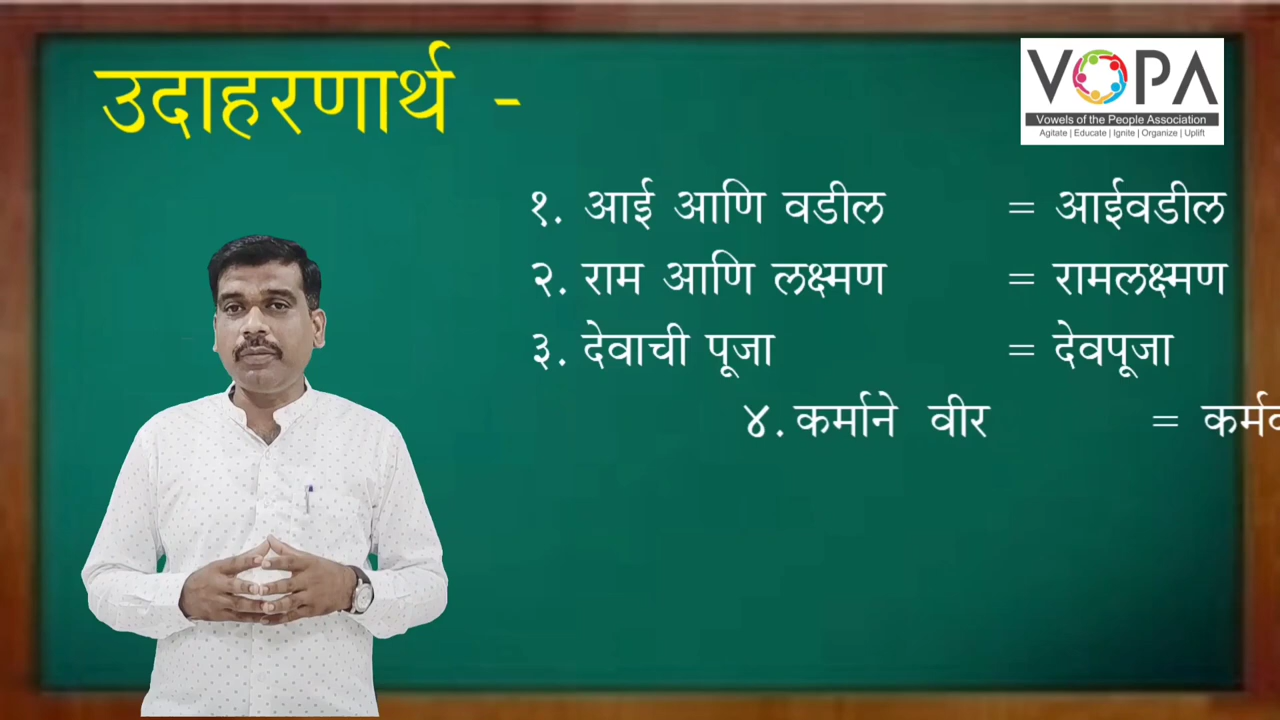 उदाहरणार्थ -
VOPA
Vowels of the People Association
Agitate | Educate | Ignite | Organize | Uplift
१. आई आणि वडील = आईवडील
२. राम आणि लक्ष्मण = रामलक्ष्मण
३. देवाची पूजा = देवपूजा
४. कर्माने वीर =